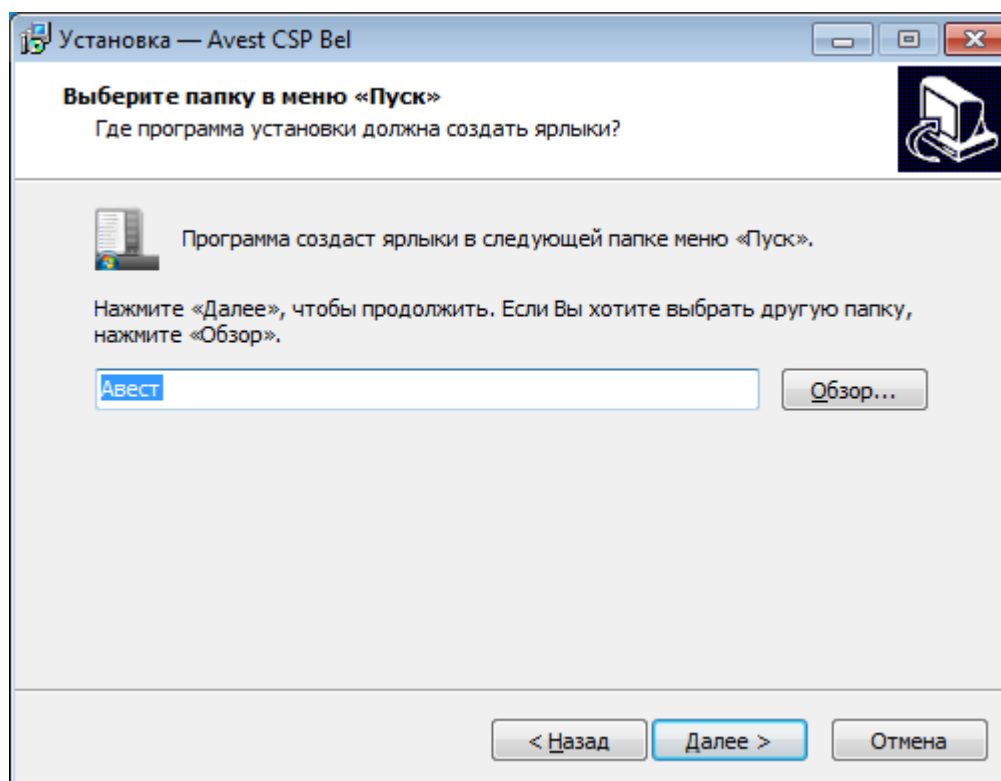 Установка — Avest CSP Bel
Выберите папку в меню «Пуск»
Где программа установки должна создать ярлыки?
Программа создаст ярлыки в следующей папке меню «Пуск».
Нажмите «Далее», чтобы продолжить. Если Вы хотите выбрать другую папку,
нажмите «Обзор».
Авест
Обзор...
< Назад
Далее >
Отмена